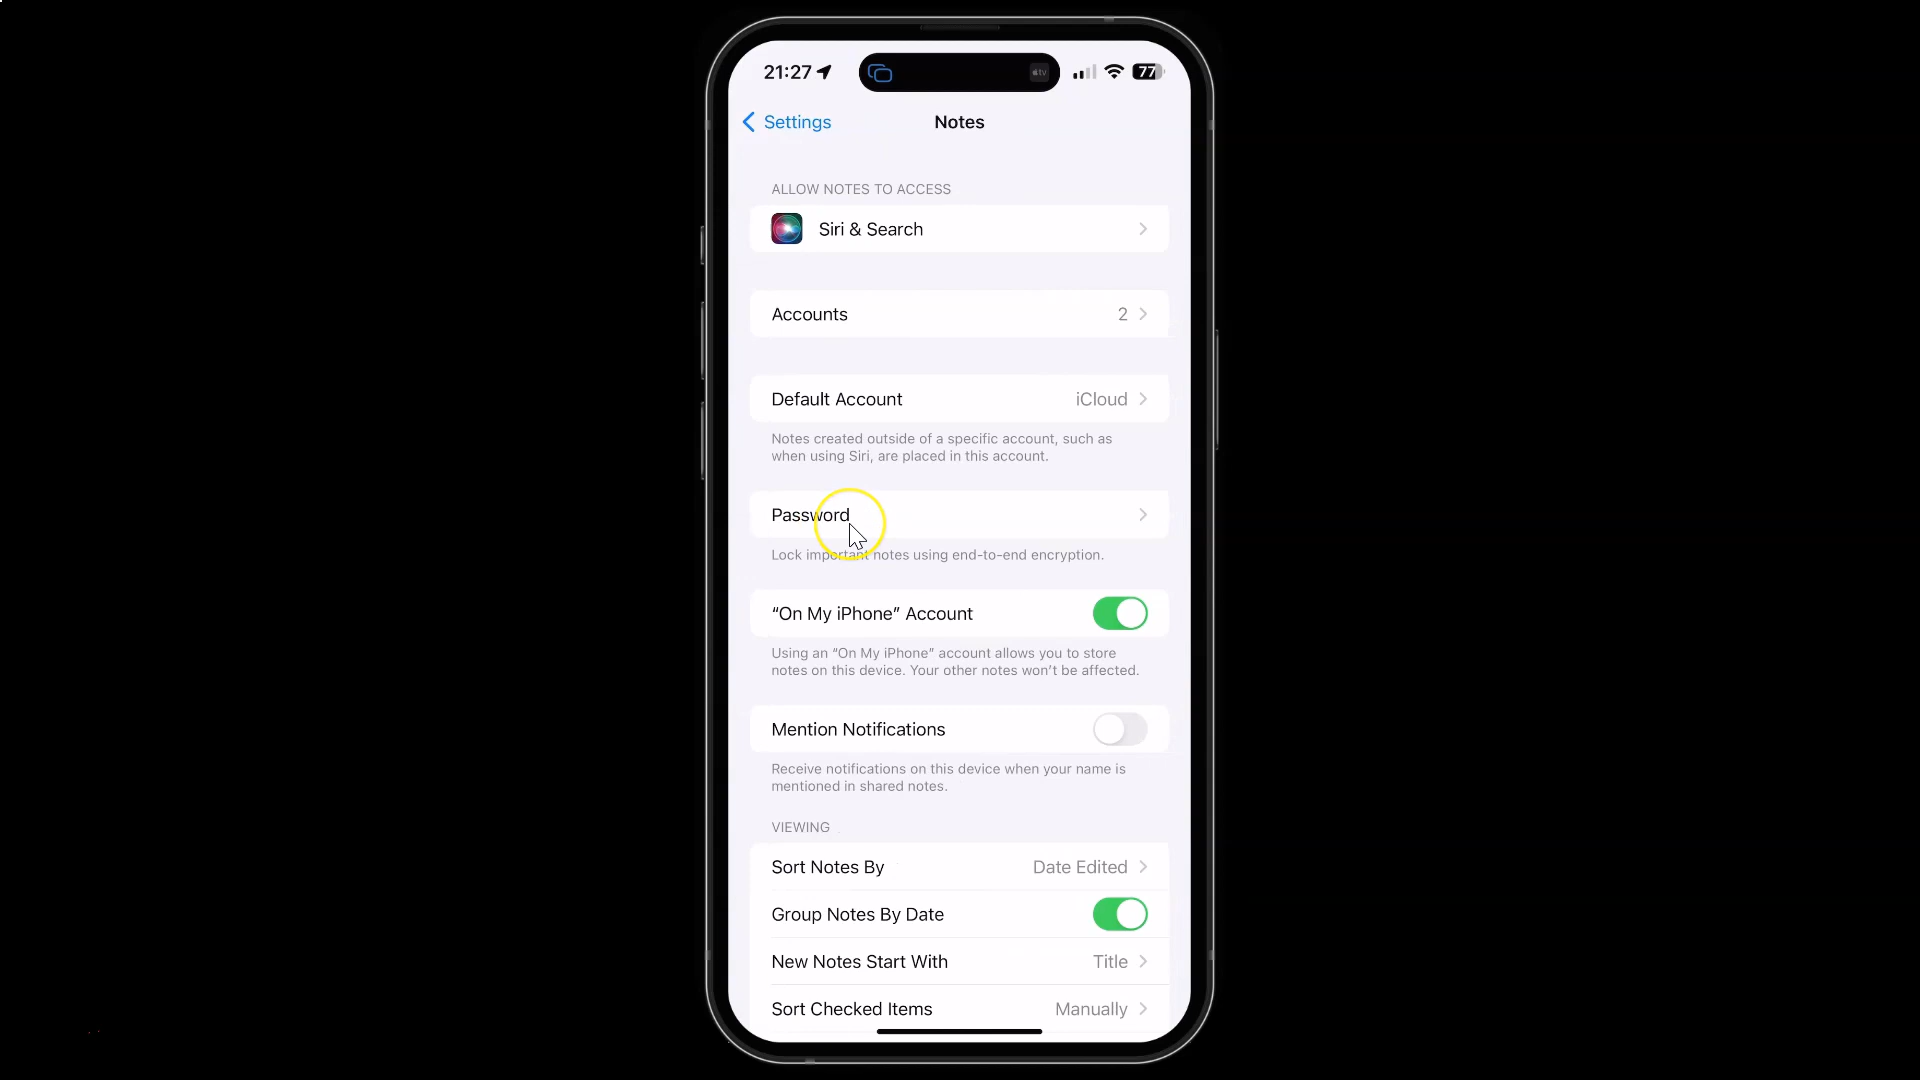 21:27
tv
77
Settings
Notes
ALLOW NOTES TO ACCESS
Siri & Search
Accounts
2
Default Account
iCloud
Notes created outside of a specific account, such as
when using Siri, are placed in this account.
Password
Lock important notes using end-to-end encryption.
“On My iPhone” Account
Using an “On My iPhone” account allows you to store
notes on this device. Your other notes won’t be affected.
Mention Notifications
Receive notifications on this device when your name is
mentioned in shared notes.
VIEWING
Sort Notes By
Date Edited
Group Notes By Date
New Notes Start With
Title
Sort Checked Items
Manually